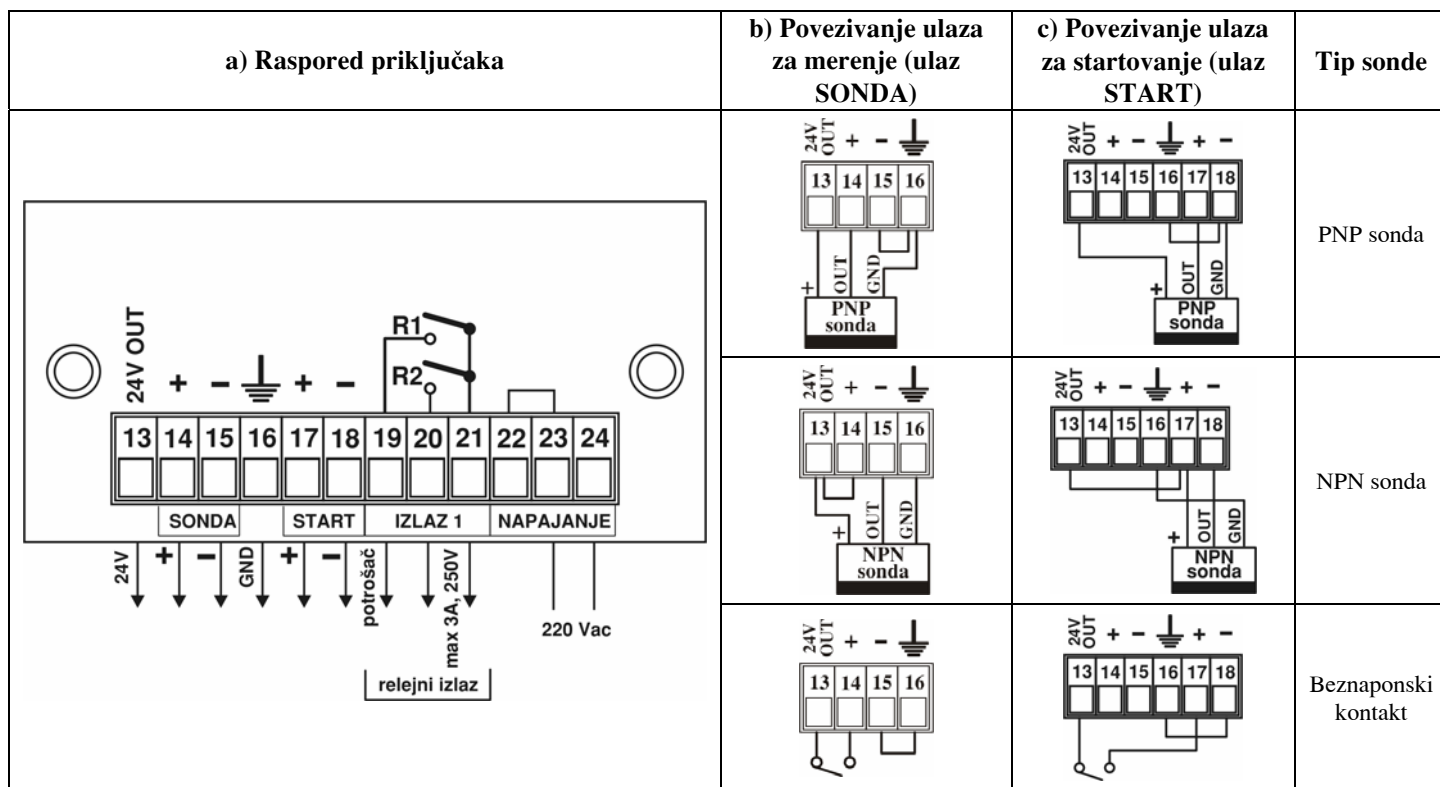 a) Raspored priključaka
b) Povezivanje ulaza
za merenje (ulaz
SONDA)
c) Povezivanje ulaza
za startovanje (ulaz
START)
Tip sonde
24V OUT
+ − + −
R1
R2
13 14 15 16 17 18 19 20 21 22 23 24
SONDA START IZLAZ 1 NAPAJANJE
24V
+
−
GND
+
−
potrošač
max 3A, 250V
220 Vac
relejni izlaz
24V
OUT
+ −
13 14 15 16
+
OUT
GND
PNP
sonda
24V
OUT
+ − + −
13 14 15 16 17 18
+
OUT
GND
PNP
sonda
PNP sonda
24V
OUT
+ −
13 14 15 16
+
OUT
GND
NPN
sonda
24V
OUT
+ − + −
13 14 15 16 17 18
+
OUT
GND
NPN
sonda
NPN sonda
24V
OUT
+ −
13 14 15 16
24V
OUT
+ − + −
13 14 15 16 17 18
Beznaponski
kontakt